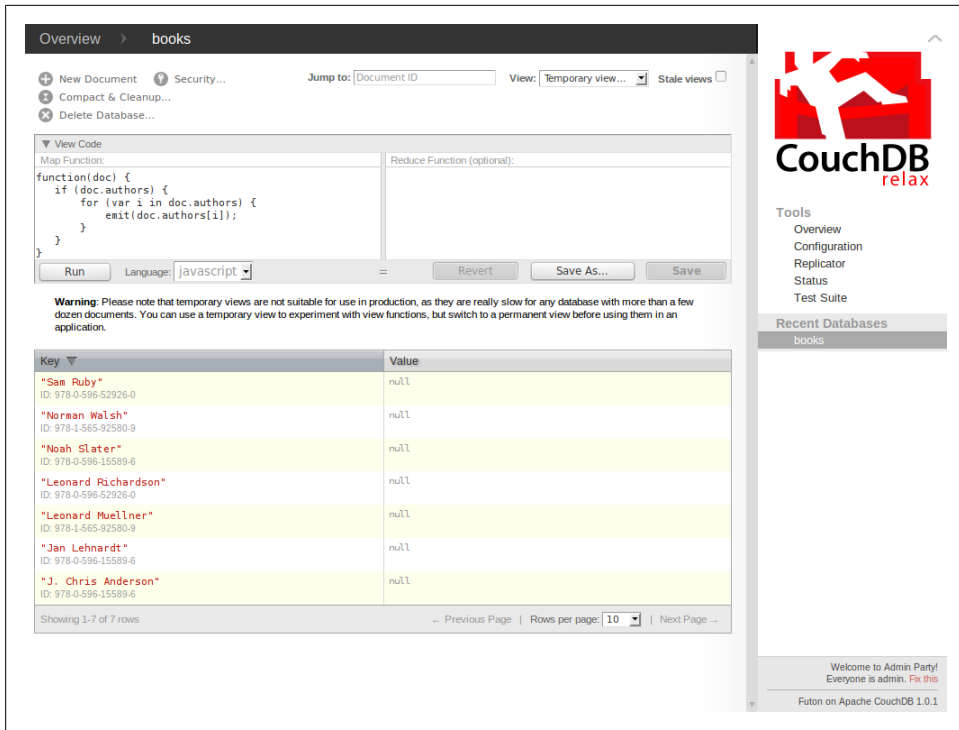 Overview books
New Document Security... Jump to: Document ID View: Temporary view... Stale views
Compact & Cleanup...
Delete Database...
▼ View Code
Map Function: Reduce Function (optional):
function(doc) {
if (doc.authors) {
for (var i in doc.authors) {
emit(doc.authors[i]);
}
}
}
Run Language: javascript = Revert Save As... Save
Warning: Please note that temporary views are not suitable for use in production, as they are really slow for any database with more than a few
dozen documents. You can use a temporary view to experiment with view functions, but switch to a permanent view before using them in an
application.
Key Value
"Sam Ruby" null
ID: 978-0-596-52926-0
"Norman Walsh" null
ID: 978-1-565-92580-9
"Noah Slater" null
ID: 978-0-596-15589-6
"Leonard Richardson" null
ID: 978-0-596-52926-0
"Leonard Muellner" null
ID: 978-1-565-92580-9
"Jan Lehnardt" null
ID: 978-0-596-15589-6
"J. Chris Anderson" null
ID: 978-0-596-15589-6
Showing 1-7 of 7 rows ← Previous Page | Rows per page: 10 | Next Page →
CouchDB
relax
Tools
Overview
Configuration
Replicator
Status
Test Suite
Recent Databases
books
Welcome to Admin Party!
Everyone is admin. Fix this
Futon on Apache CouchDB 1.0.1